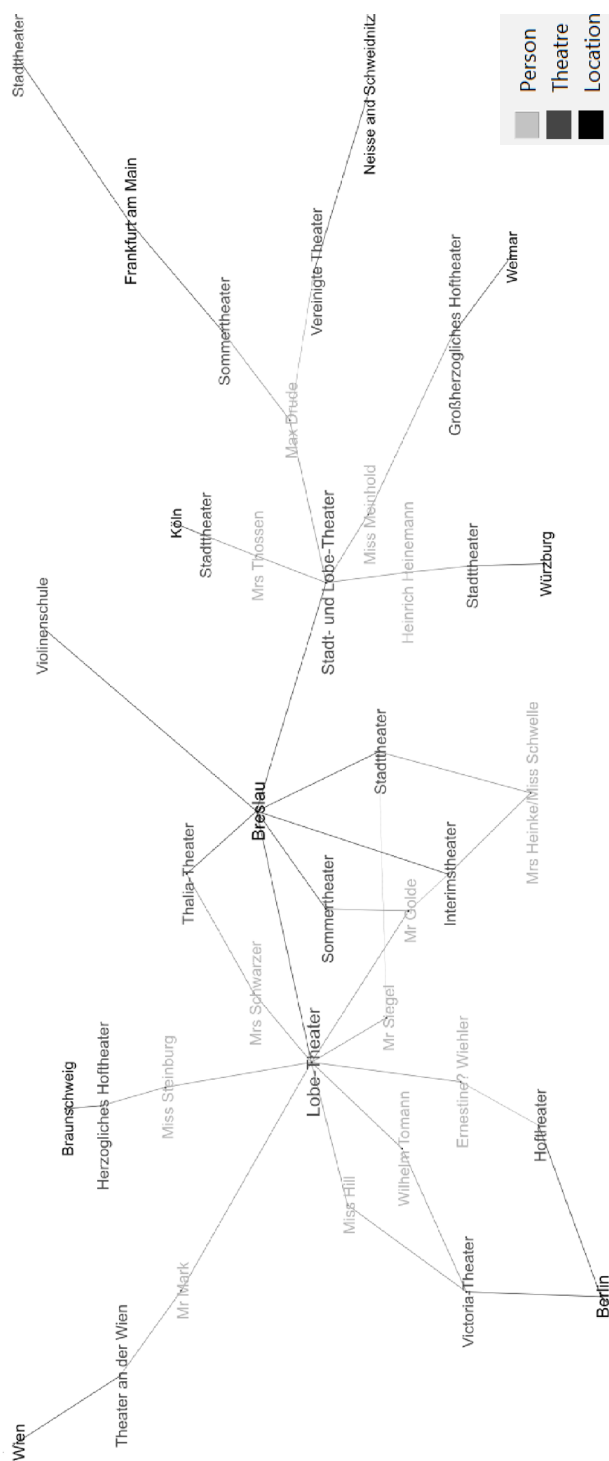 Wien
Theater an der Wien
Mr Mark
Braunschweig
Herzogliches Hoftheater
Miss Steinburg
Mrs Schwarzer
Thalia-Theater
Lobe-Theater
Miss Hill
Wilhelm Tomann
Ernestine? Wiehler
Victoria-Theater
Hoftheater
Berlin
Mr Siegel
Mr Golde
Sommertheater
Interimstheater
Breslau
Stadttheater
Mrs Heinke/Miss Schwelle
Violinenschule
Stadt- und Lobe-Theater
Köln
Stadttheater
Mrs Thossen
Miss Meinhold
Heinrich Heinemann
Stadttheater
Würzburg
Max Drude
Sommertheater
Frankfurt am Main
Stadttheater
Vereinigte Theater
Neisse and Schweidnitz
Großherzogliches Hoftheater
Weimar
Person
Theatre
Location